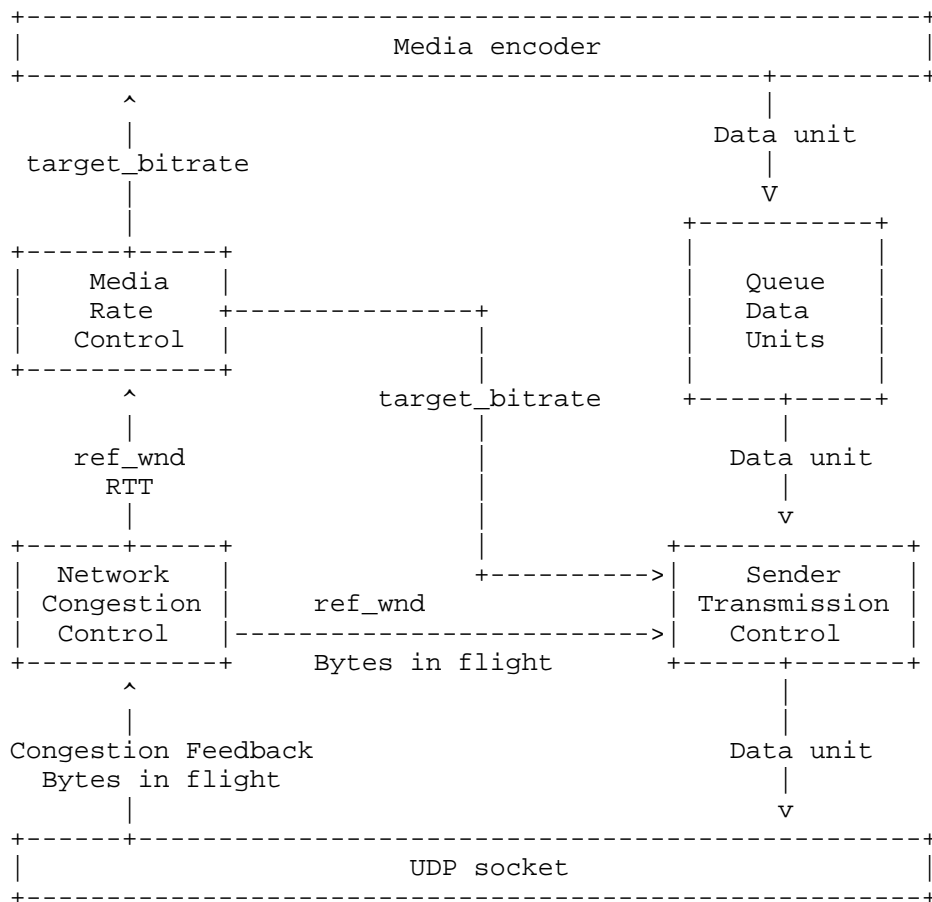 Media encoder
Data unit
target_bitrate
Media
Rate
Control
Queue
Data
Units
target_bitrate
ref_wnd
RTT
Data unit
Network
Congestion
Control
ref_wnd
Bytes in flight
Sender
Transmission
Control
Congestion Feedback
Bytes in flight
Data unit
UDP socket